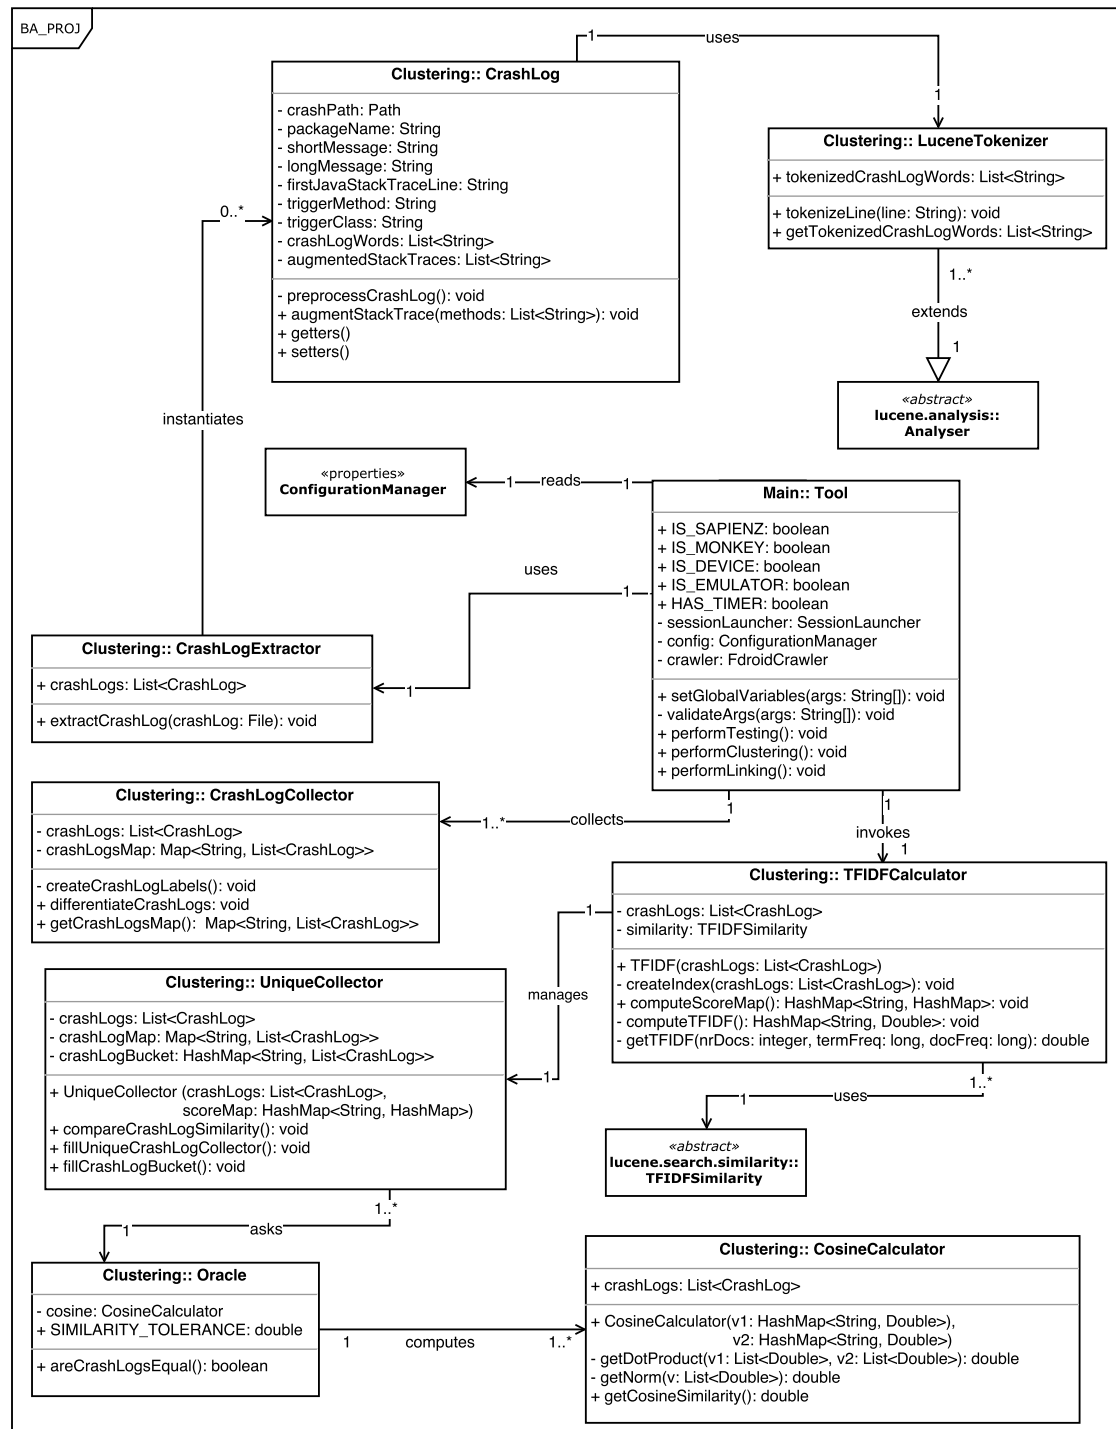 BA_PROJ
1
uses
1
Clustering:: CrashLog
- crashPath: Path
- packageName: String
- shortMessage: String
- longMessage: String
- firstJavaStackTraceLine: String
- triggerMethod: String
- triggerClass: String
- crashLogWords: List<String>
- augmentedStackTraces: List<String>
- preprocessCrashLog(): void
+ augmentStackTrace(methods: List<String>): void
+ getters()
+ setters()
Clustering:: LuceneTokenizer
+ tokenizedCrashLogWords: List<String>
+ tokenizeLine(line: String): void
+ getTokenizedCrashLogWords: List<String>
0..*
instantiates
1..*
extends
1
«abstract»
lucene.analysis::
Analyser
«properties»
ConfigurationManager
1
reads
1
Main:: Tool
+ IS_SAPIENZ: boolean
+ IS_MONKEY: boolean
+ IS_DEVICE: boolean
+ IS_EMULATOR: boolean
+ HAS_TIMER: boolean
- sessionLauncher: SessionLauncher
- config: ConfigurationManager
- crawler: FdroidCrawler
+ setGlobalVariables(args: String[]): void
- validateArgs(args: String[]): void
+ performTesting(): void
+ performClustering(): void
+ performLinking(): void
uses
1
1
Clustering:: CrashLogExtractor
+ crashLogs: List<CrashLog>
+ extractCrashLog(crashLog: File): void
Clustering:: CrashLogCollector
- crashLogs: List<CrashLog>
- crashLogsMap: Map<String, List<CrashLog>>
- createCrashLogLabels(): void
+ differentiateCrashLogs: void
+ getCrashLogsMap():  Map<String, List<CrashLog>>
1..*
collects
1
1
invokes
1
Clustering:: TFIDFCalculator
- crashLogs: List<CrashLog>
- similarity: TFIDFSimilarity
+ TFIDF(crashLogs: List<CrashLog>)
- createIndex(crashLogs: List<CrashLog>): void
+ computeScoreMap(): HashMap<String, HashMap>: void
- computeTFIDF(): HashMap<String, Double>: void
- getTFIDF(nrDocs: integer, termFreq: long, docFreq: long): double
1
manages
1
Clustering:: UniqueCollector
- crashLogs: List<CrashLog>
- crashLogMap: Map<String, List<CrashLog>>
- crashLogBucket: HashMap<String, List<CrashLog>>
+ UniqueCollector (crashLogs: List<CrashLog>,
scoreMap: HashMap<String, HashMap>)
+ compareCrashLogSimilarity(): void
+ fillUniqueCrashLogCollector(): void
+ fillCrashLogBucket(): void
1..*
uses
1
«abstract»
lucene.search.similarity::
TFIDFSimilarity
1..*
asks
1
Clustering:: Oracle
- cosine: CosineCalculator
+ SIMILARITY_TOLERANCE: double
+ areCrashLogsEqual(): boolean
1
computes
1..*
Clustering:: CosineCalculator
+ crashLogs: List<CrashLog>
+ CosineCalculator(v1: HashMap<String, Double>),
v2: HashMap<String, Double>)
- getDotProduct(v1: List<Double>, v2: List<Double>): double
- getNorm(v: List<Double>): double
+ getCosineSimilarity(): double